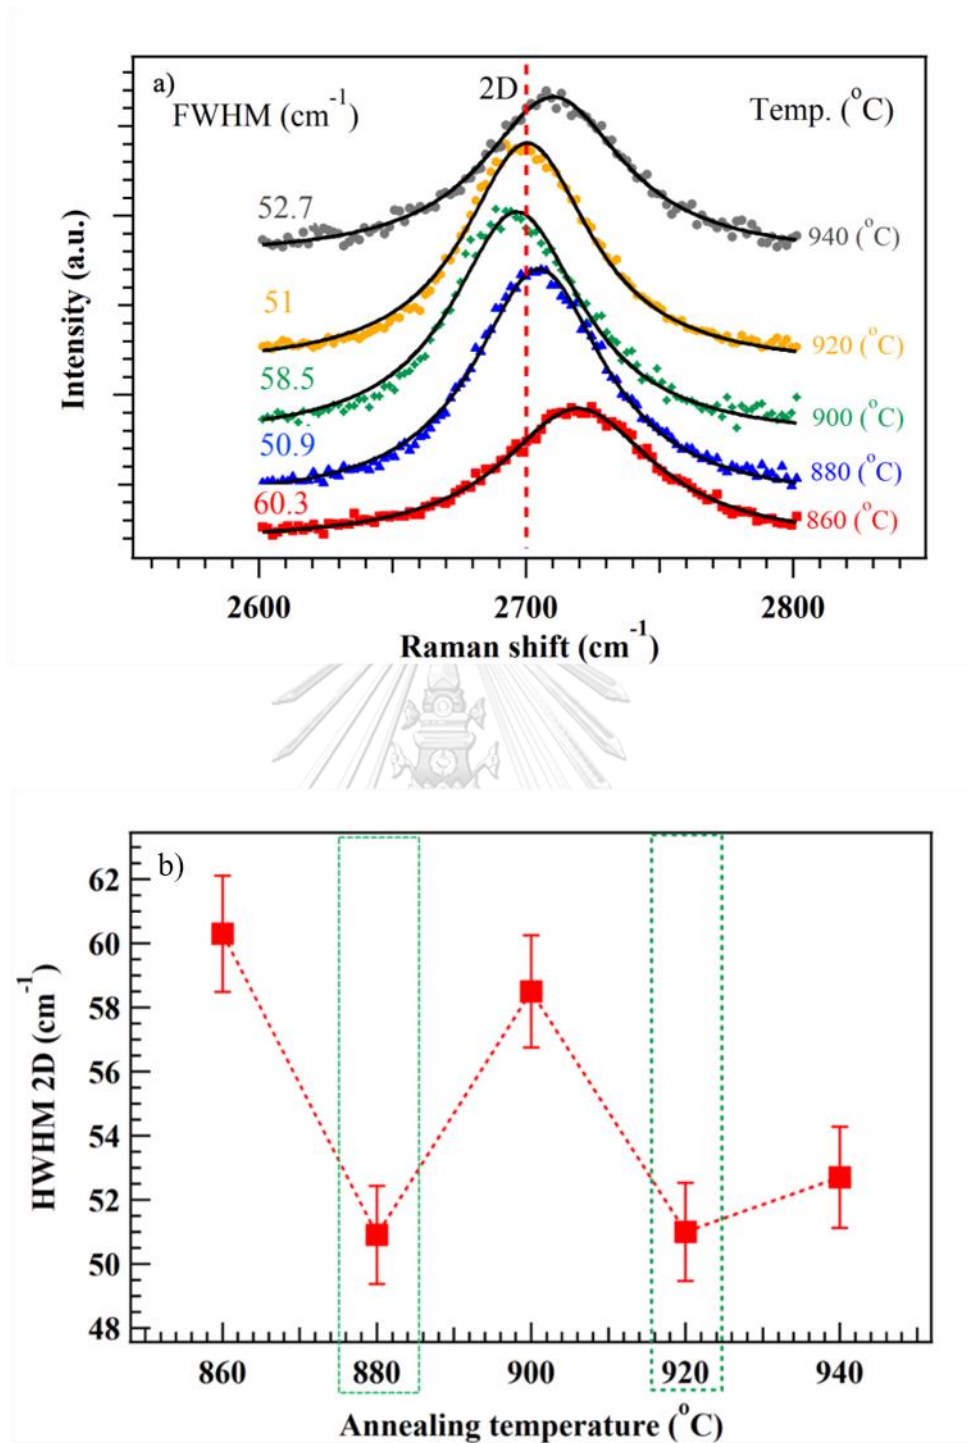 a)
2D
FWHM (cm⁻¹)
Temp. (°C)
52.7
940 (°C)
51
920 (°C)
58.5
900 (°C)
50.9
880 (°C)
60.3
860 (°C)
Intensity (a.u.)
2600 2700 2800
Raman shift (cm⁻¹)
b)
62
60
58
56
54
52
50
48
HWHM 2D (cm⁻¹)
860 880 900 920 940
Annealing temperature (°C)